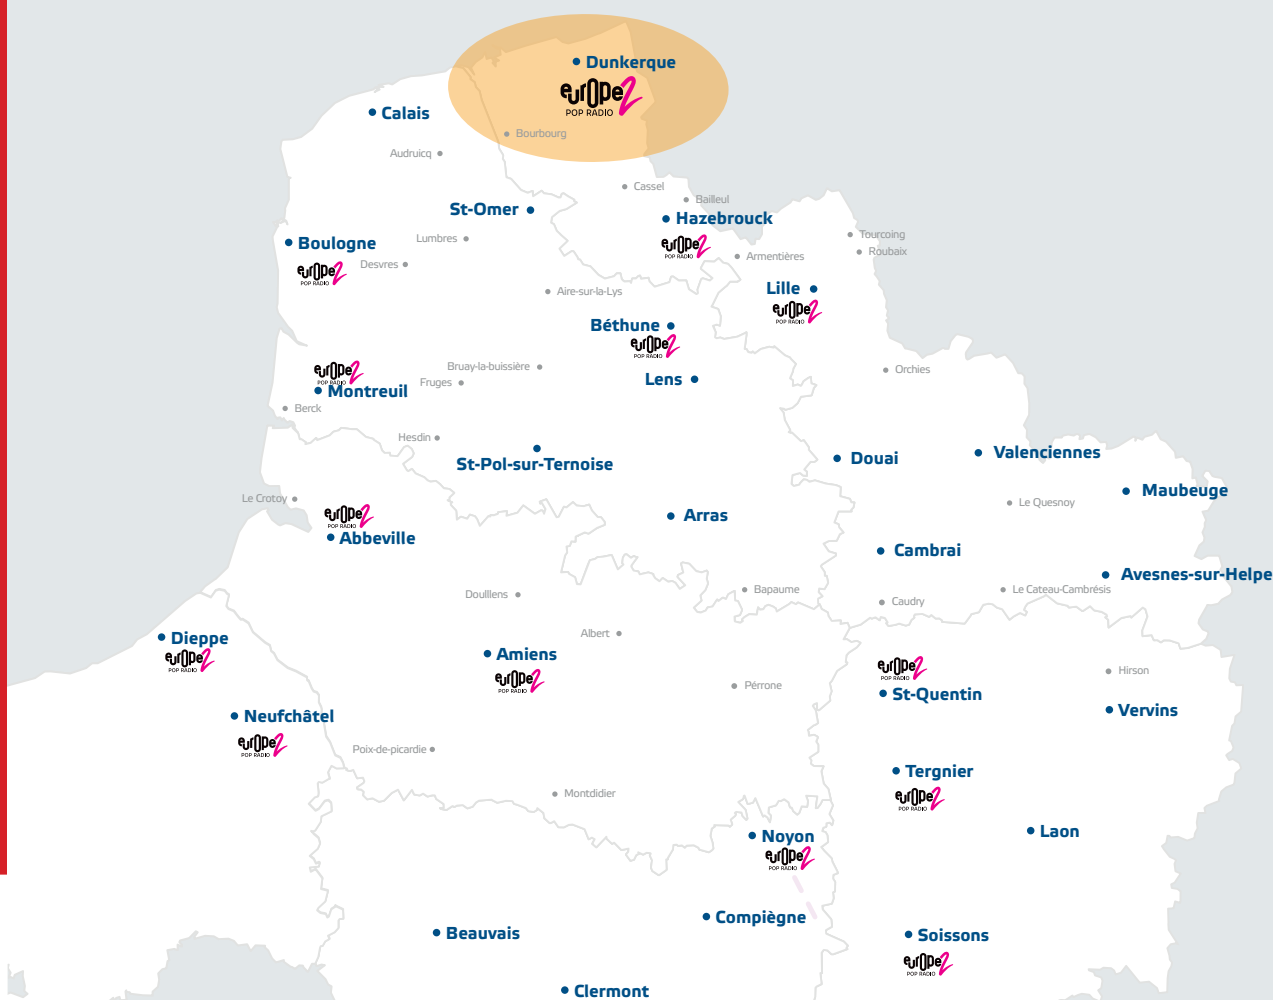 Dunkerque
europe 2
POP RADIO
Calais
Bourbourg
Audruicq
Cassel
Bailleul
St-Omer
Hazebrouck
europe 2
POP RADIO
Tourcoing
Roubaix
Lumbres
Boulogne
europe 2
POP RADIO
Desvres
Armentières
Aire-sur-la-Lys
Lille
europe 2
POP RADIO
Béthune
europe 2
POP RADIO
Bruay-la-buissière
Fruges
Lens
Orchies
europe 2
POP RADIO
Montreuil
Berck
Hesdin
St-Pol-sur-Ternoise
Douai
Valenciennes
Maubeuge
Le Crotoy
Le Quesnoy
europe 2
POP RADIO
Abbeville
Arras
Cambrai
Avesnes-sur-Helpe
Doulllens
Bapaume
Caudry
Le Cateau-Cambrésis
Dieppe
europe 2
POP RADIO
Albert
Amiens
europe 2
POP RADIO
Pérrone
europe 2
POP RADIO
St-Quentin
Hirson
Vervins
Neufchâtel
europe 2
POP RADIO
Poix-de-picardie
Montdidier
Tergnier
europe 2
POP RADIO
Noyon
europe 2
POP RADIO
Laon
Compiègne
Beauvais
Soissons
europe 2
POP RADIO
Clermont